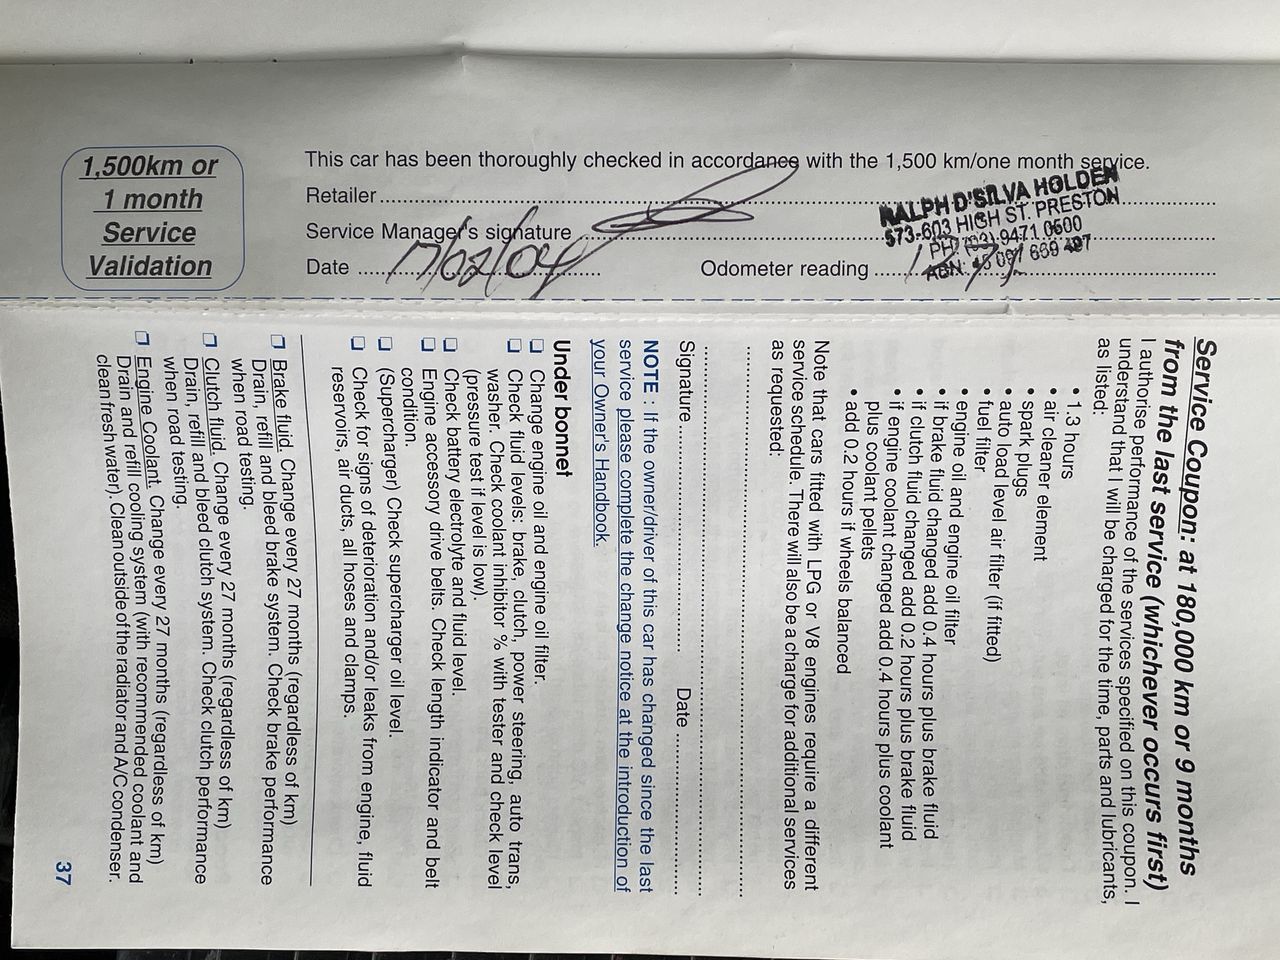 1,500km or
1 month
Service
Validation
This car has been thoroughly checked in accordance with the 1,500 km/one month service.
Retailer
RALPH D'SILVA HOLDEN
573-603 HIGH ST. PRESTON
PH: (03) 9471 0600
ABN:
Service Manager's signature
Date 17/02/04 Odometer reading
Service Coupon: at 180,000 km or 9 months
from the last service (whichever occurs first)
I authorise performance of the services specified on this coupon. I
understand that I will be charged for the time, parts and lubricants,
as listed:
• 1.3 hours
• air cleaner element
• spark plugs
• auto load level air filter (if fitted)
• fuel filter
• engine oil and engine oil filter
• if brake fluid changed add 0.4 hours plus brake fluid
• if clutch fluid changed add 0.2 hours plus brake fluid
• if engine coolant changed add 0.4 hours plus coolant
plus coolant pellets
• add 0.2 hours if wheels balanced
Note that cars fitted with LPG or V8 engines require a different
service schedule. There will also be a charge for additional services
as requested:
Signature Date
NOTE : If the owner/driver of this car has changed since the last
service please complete the change notice at the introduction of
your Owner's Handbook.
Under bonnet
❏ Change engine oil and engine oil filter.
❏ Check fluid levels: brake, clutch, power steering, auto trans,
washer. Check coolant inhibitor % with tester and check level
(pressure test if level is low).
❏ Check battery electrolyte and fluid level.
❏ Engine accessory drive belts. Check length indicator and belt
condition.
❏ (Supercharger) Check supercharger oil level.
❏ Check for signs of deterioration and/or leaks from engine, fluid
reservoirs, air ducts, all hoses and clamps.
❏ Brake fluid. Change every 27 months (regardless of km)
Drain, refill and bleed brake system. Check brake performance
when road testing.
❏ Clutch fluid. Change every 27 months (regardless of km)
Drain, refill and bleed clutch system. Check clutch performance
when road testing.
❏ Engine Coolant. Change every 27 months (regardless of km)
Drain and refill cooling system (with recommended coolant and
clean fresh water). Clean outside of the radiator and A/C condenser.
37